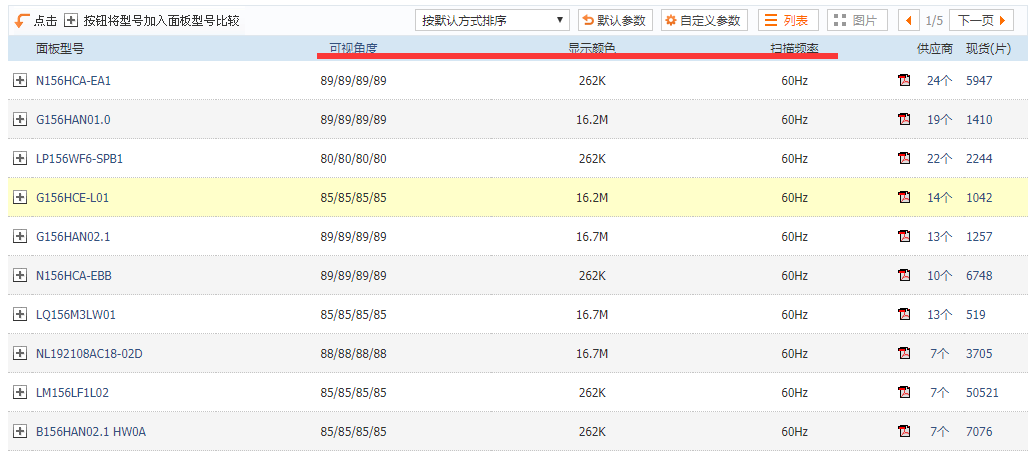 点击 按钮将型号加入面板型号比较 按默认方式排序 默认参数 自定义参数 列表 图片 1/5 下一页
面板型号 可视角度 显示颜色 扫描频率 供应商 现货(片)
N156HCA-EA1 89/89/89/89 262K 60Hz 24个 5947
G156HAN01.0 89/89/89/89 16.2M 60Hz 19个 1410
LP156WF6-SPB1 80/80/80/80 262K 60Hz 22个 2244
G156HCE-L01 85/85/85/85 16.2M 60Hz 14个 1042
G156HAN02.1 89/89/89/89 16.7M 60Hz 13个 1257
N156HCA-EBB 89/89/89/89 262K 60Hz 10个 6748
LQ156M3LW01 85/85/85/85 16.7M 60Hz 13个 519
NL192108AC18-02D 88/88/88/88 16.7M 60Hz 7个 3705
LM156LF1L02 85/85/85/85 262K 60Hz 7个 50521
B156HAN02.1 HW0A 85/85/85/85 262K 60Hz 7个 7076